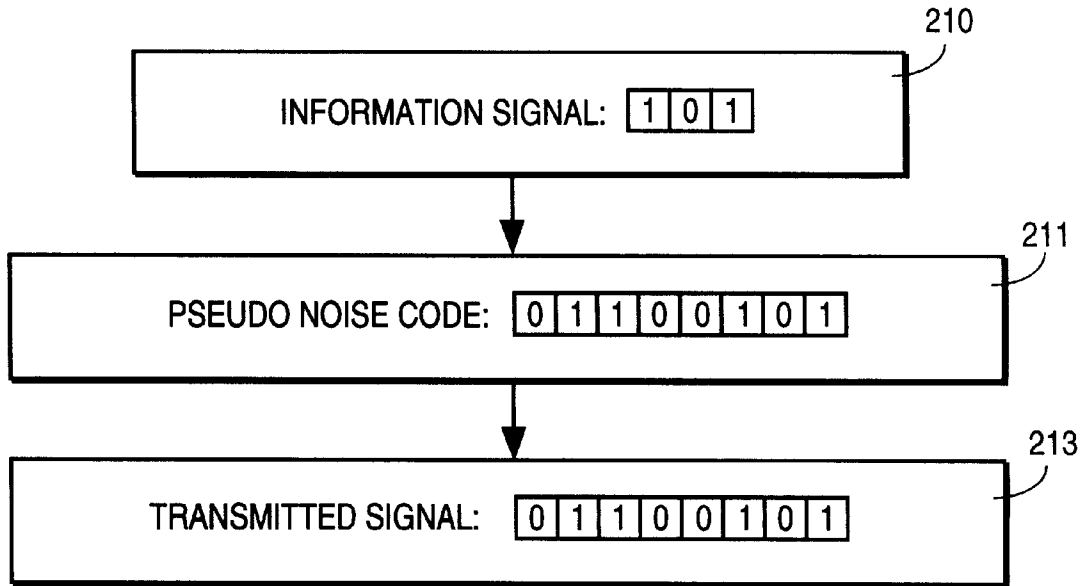 210
INFORMATION SIGNAL: 1 0 1
211
PSEUDO NOISE CODE: 0 1 1 0 0 1 0 1
213
TRANSMITTED SIGNAL: 0 1 1 0 0 1 0 1